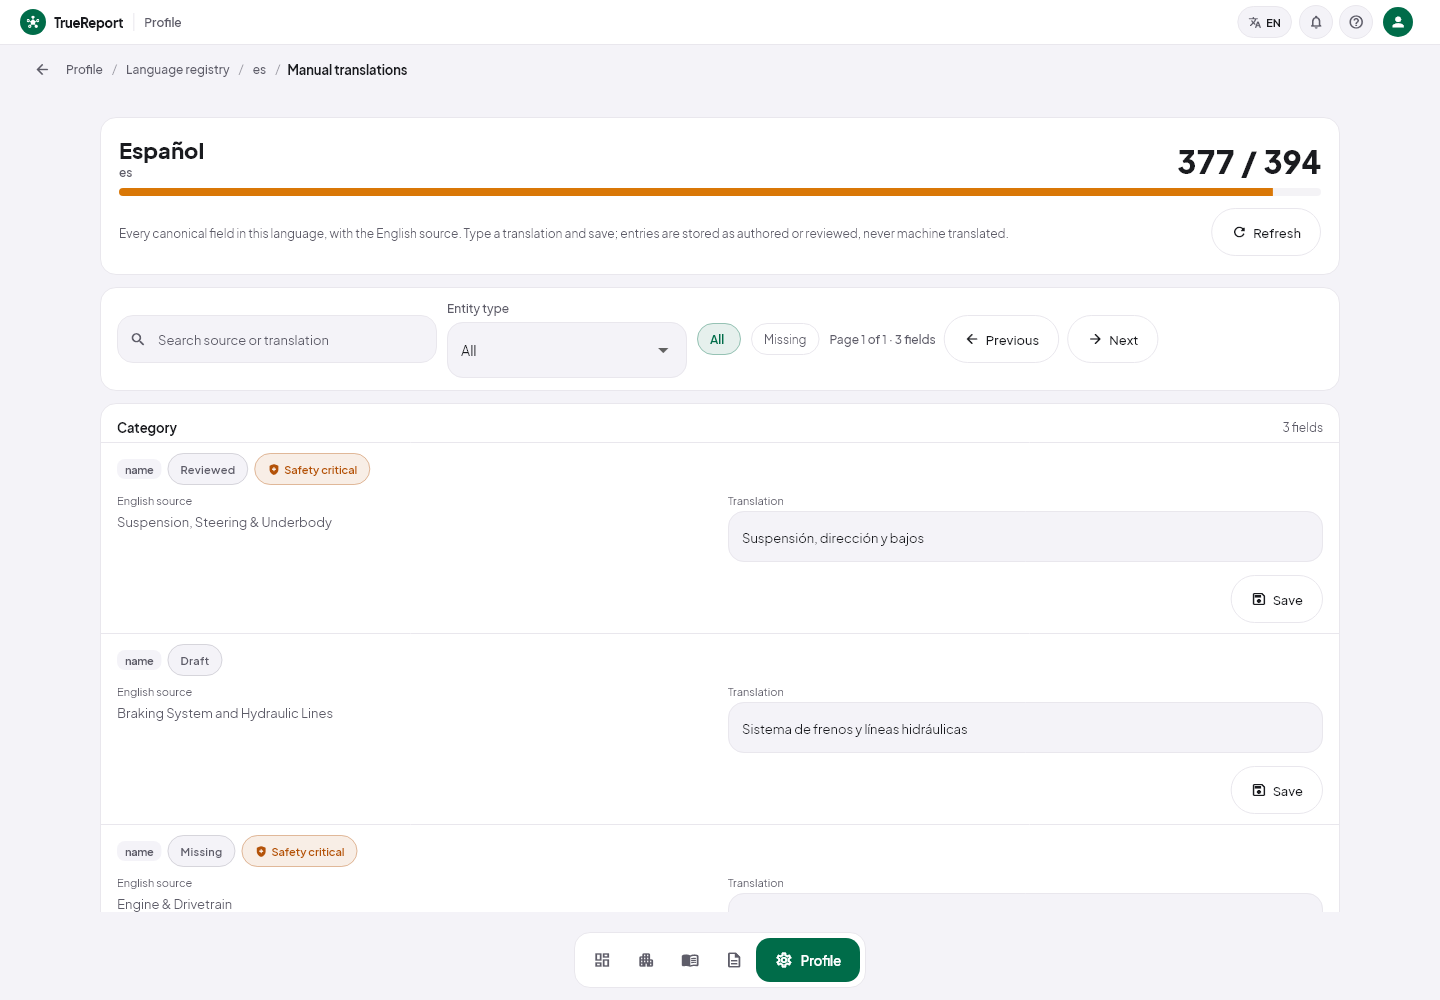 TrueReport
Profile
EN
Profile / Language registry / es / Manual translations
Español
es
377 / 394
Every canonical field in this language, with the English source. Type a translation and save; entries are stored as authored or reviewed, never machine translated.
Refresh
Search source or translation
Entity type
All
All
Missing
Page 1 of 1 · 3 fields
Previous
Next
Category
3 fields
name
Reviewed
Safety critical
English source
Suspension, Steering & Underbody
Translation
Suspensión, dirección y bajos
Save
name
Draft
English source
Braking System and Hydraulic Lines
Translation
Sistema de frenos y líneas hidráulicas
Save
name
Missing
Safety critical
English source
Engine & Drivetrain
Translation
Profile